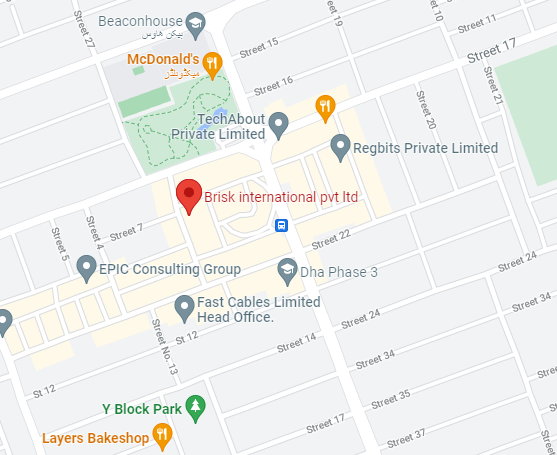 Street 27
Beaconhouse
بیکن ھاؤس
Street 19
Street 11
Street 15
Street 17
McDonald's
میکڈونلڈز
Street 16
Street 21
Street 20
TechAbout
Private Limited
Regbits Private Limited
Brisk international pvt ltd
Street 4
Street 7
Street 5
Street 22
Street 24
EPIC Consulting Group
Dha Phase 3
Fast Cables Limited
Head Office.
Street 34
Street 24
Street No. 13
St 12
Street 14
Street 34
St 12
Street 35
Y Block Park
Street 17
Street 37
Layers Bakeshop